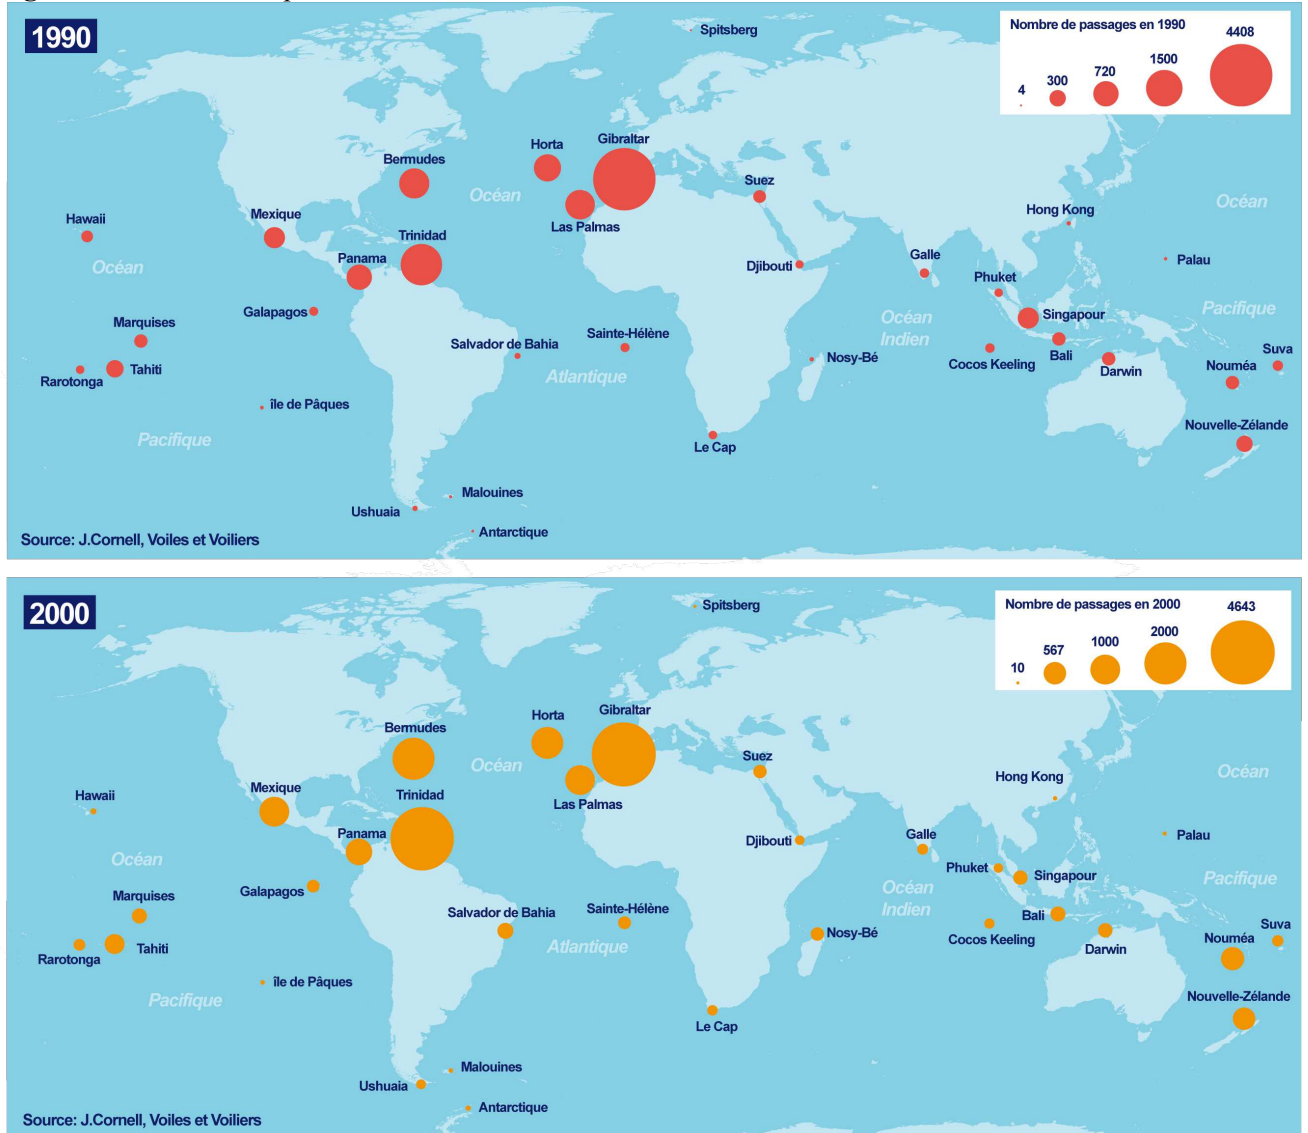 1990
Spitsberg
Nombre de passages en 1990
4
300
720
1500
4408
Gibraltar
Horta
Bermudes
Suez
Océan
Océan
Hawaii
Mexique
Las Palmas
Hong Kong
Trinidad
Panama
Galle
Palau
Océan
Djibouti
Phuket
Galapagos
Océan
Indien
Singapour
Pacifique
Marquises
Sainte-Hélène
Salvador de Bahia
Nosy-Bé
Bali
Suva
Cocos Keeling
Darwin
Nouméa
Rarotonga
Tahiti
Atlantique
île de Pâques
Nouvelle-Zélande
Pacifique
Le Cap
Malouines
Ushuaia
Antarctique
Source: J.Cornell, Voiles et Voiliers
2000
Spitsberg
Nombre de passages en 2000
10
567
1000
2000
4643
Gibraltar
Horta
Bermudes
Suez
Océan
Océan
Hong Kong
Mexique
Hawaii
Trinidad
Las Palmas
Panama
Djibouti
Galle
Palau
Océan
Phuket
Singapour
Pacifique
Galapagos
Océan
Indien
Marquises
Salvador de Bahia
Sainte-Hélène
Bali
Suva
Nosy-Bé
Cocos Keeling
Darwin
Nouméa
Rarotonga
Tahiti
Atlantique
île de Pâques
Nouvelle-Zélande
Pacifique
Le Cap
Malouines
Ushuaia
Antarctique
Source: J.Cornell, Voiles et Voiliers